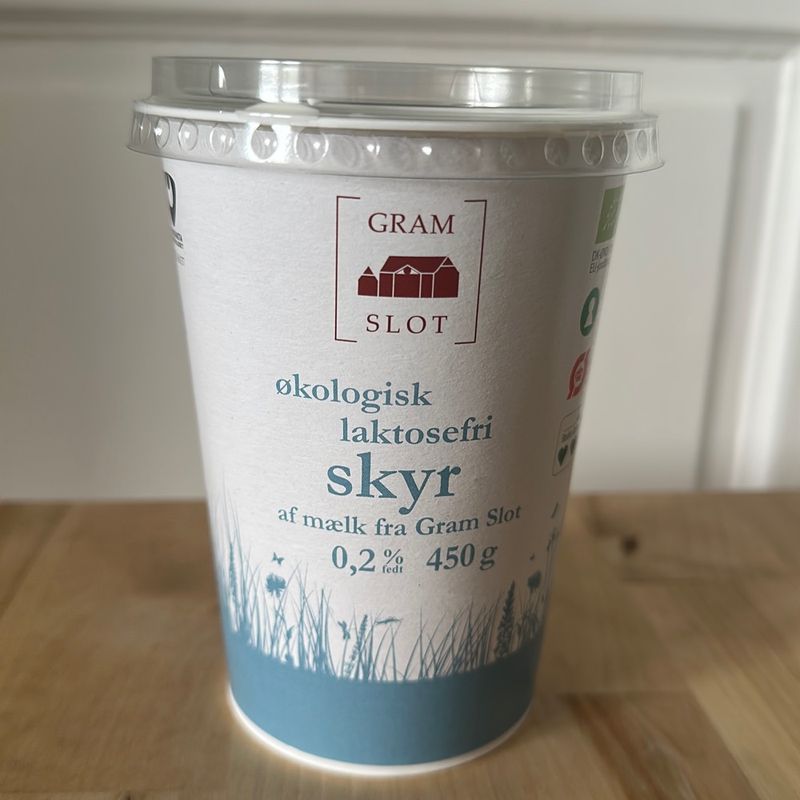 GRAM
SLOT
økologisk
laktosefri
skyr
af mælk fra Gram Slot
0,2 % fedt 450 g